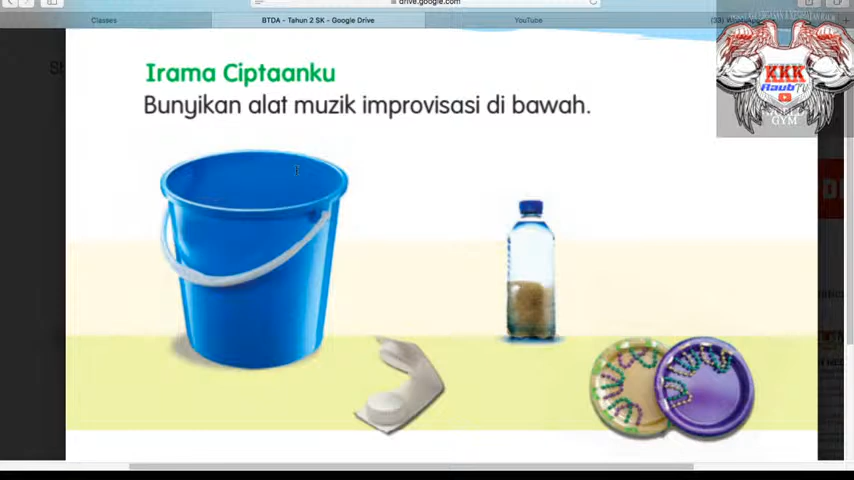 drive.google.com
Classes
BTDA - Tahun 2 SK - Google Drive
YouTube
Irama Ciptaanku
Bunyikan alat muzik improvisasi di bawah.
KKK
RaubTV
GYM